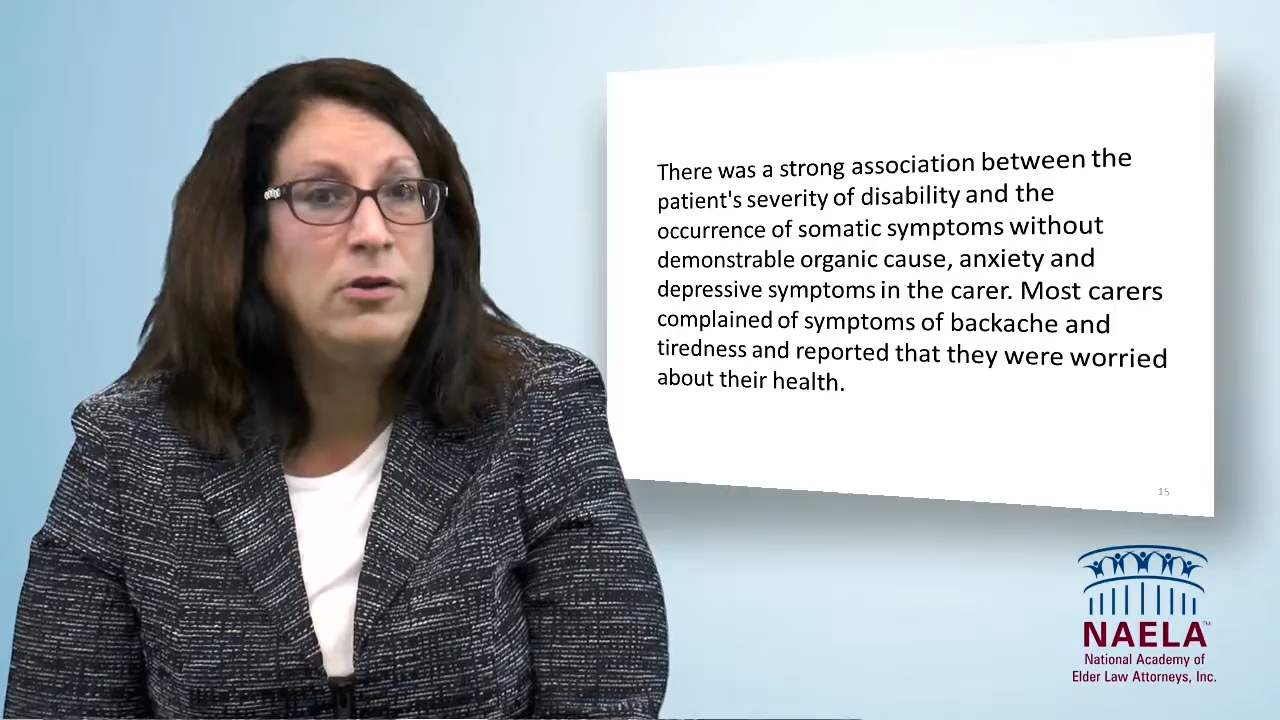 There was a strong association between the
patient's severity of disability and the
occurrence of somatic symptoms without
demonstrable organic cause, anxiety and
depressive symptoms in the carer. Most carers
complained of symptoms of backache and
tiredness and reported that they were worried
about their health.
15
NAELA™
National Academy of
Elder Law Attorneys, Inc.